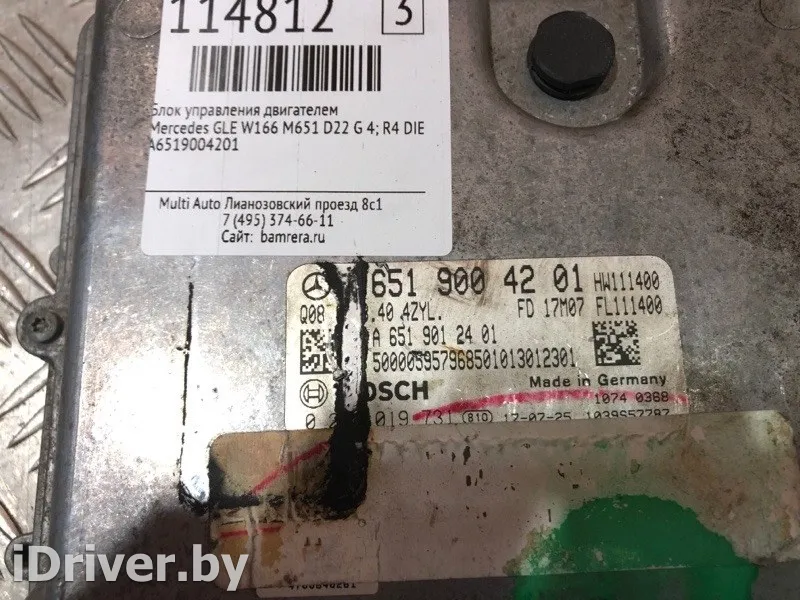 114812 3
Блок управления двигателем
Mercedes GLE W166 M651 D22 G 4; R4 DIE
A6519004201
Multi Auto Лианозовский проезд 8с1
7 (495) 374-66-11
Сайт: bamrera.ru
651 900 42 01 HW111400
Q08 .40 4ZYL. FD 17M07 FL111400
A 651 901 24 01
500005957968501013012301
OSCH Made in Germany
1074 0368
019 731 (810) 17-07-25 1039S57787
iDriver.by